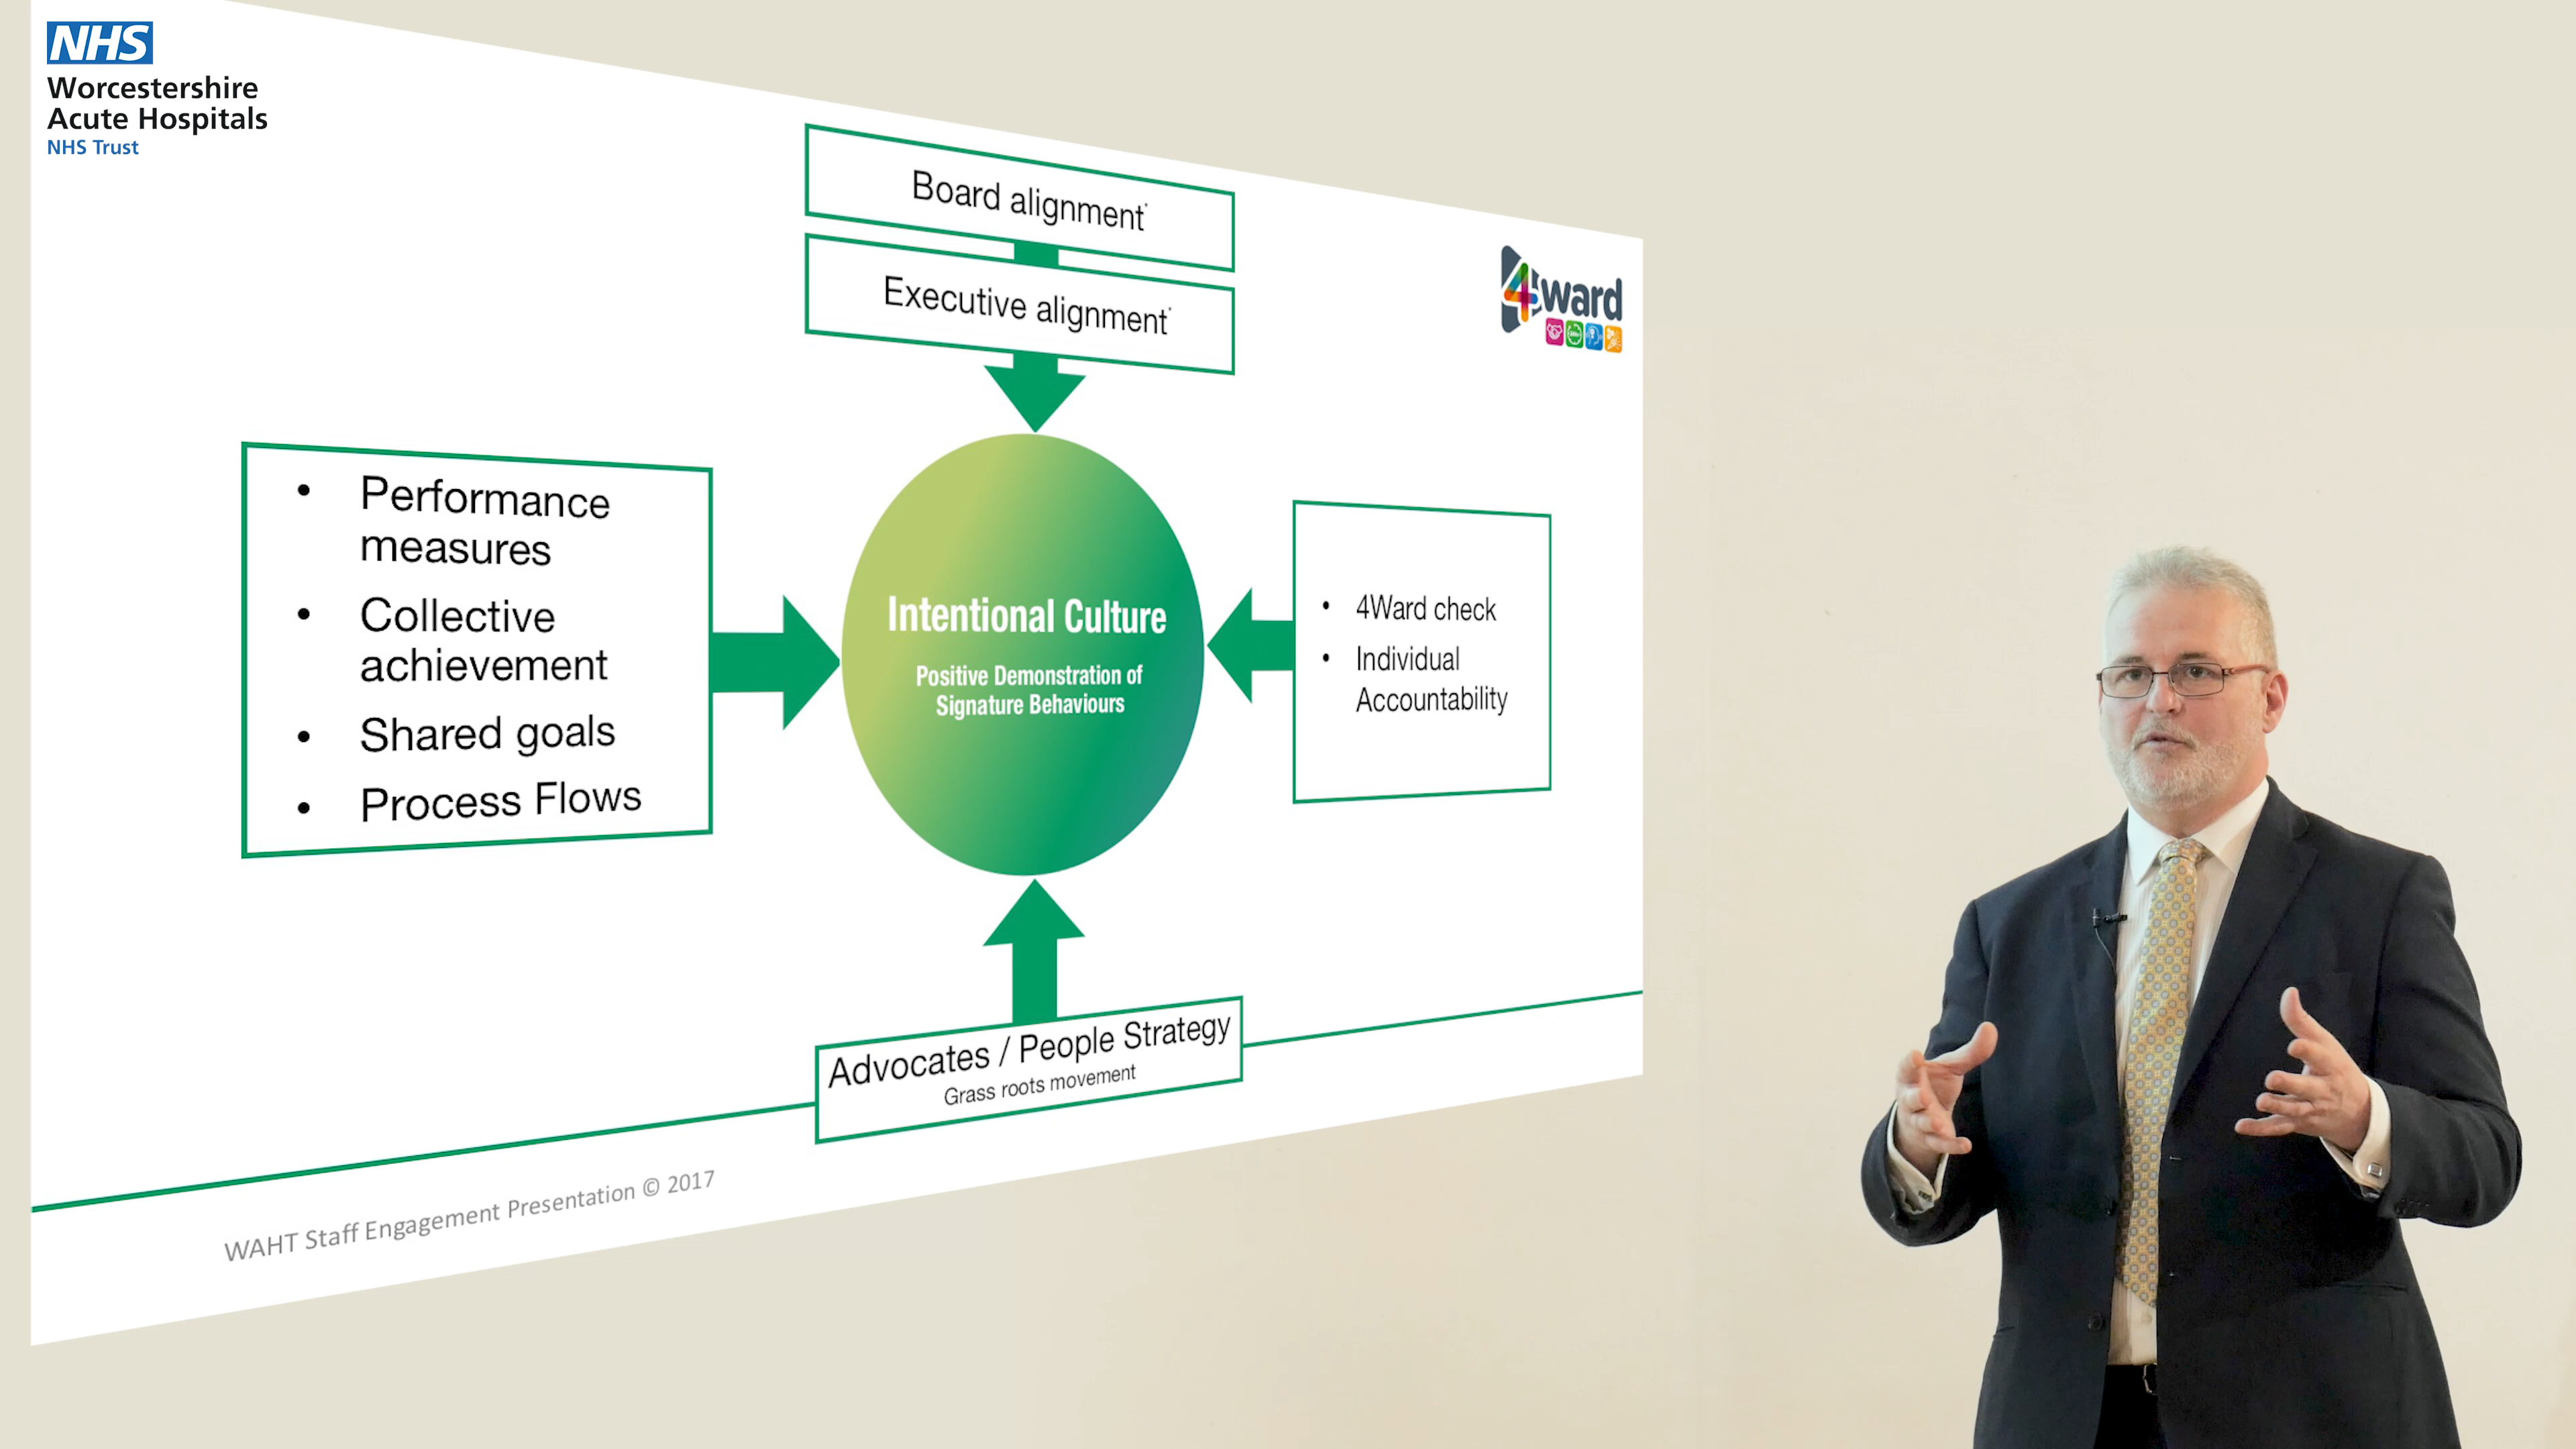 NHS
Worcestershire
Acute Hospitals
NHS Trust
Board alignment
Executive alignment
4ward
• Performance
measures
• Collective
achievement
• Shared goals
• Process Flows
Intentional Culture
Positive Demonstration of
Signature Behaviours
• 4Ward check
• Individual
Accountability
Advocates / People Strategy
Grass roots movement
WAHT Staff Engagement Presentation © 2017